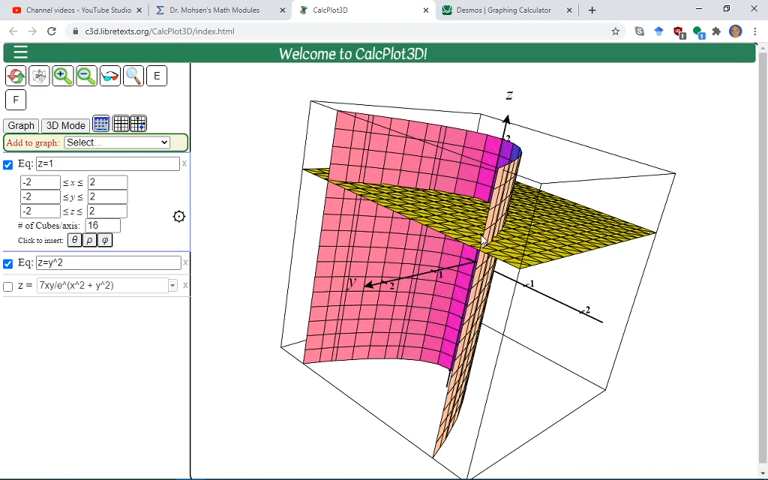 Channel videos - YouTube Studio
Dr. Mohsen's Math Modules
CalcPlot3D
Desmos | Graphing Calculator
c3d.libretexts.org/CalcPlot3D/index.html
Welcome to CalcPlot3D!
E
F
Graph
3D Mode
Add to graph: Select...
Eq: z=1
x
-2 ≤ x ≤ 2
-2 ≤ y ≤ 2
-2 ≤ z ≤ 2
# of Cubes/axis: 16
Click to insert: θ ρ φ
Eq: z=y^2
x
z = 7xy/e^(x^2 + y^2)
x
z
2
y
2
1
1
2